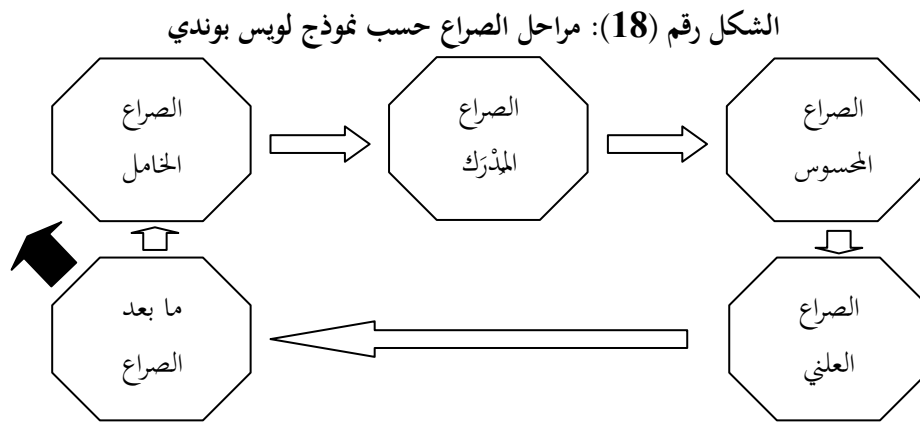 الشكل رقم (18): مراحل الصراع حسب نموذج لويس بوندي
الصراع
الخامل
الصراع
المُدْرَك
الصراع
المحسوس
الصراع
العلني
ما بعد
الصراع